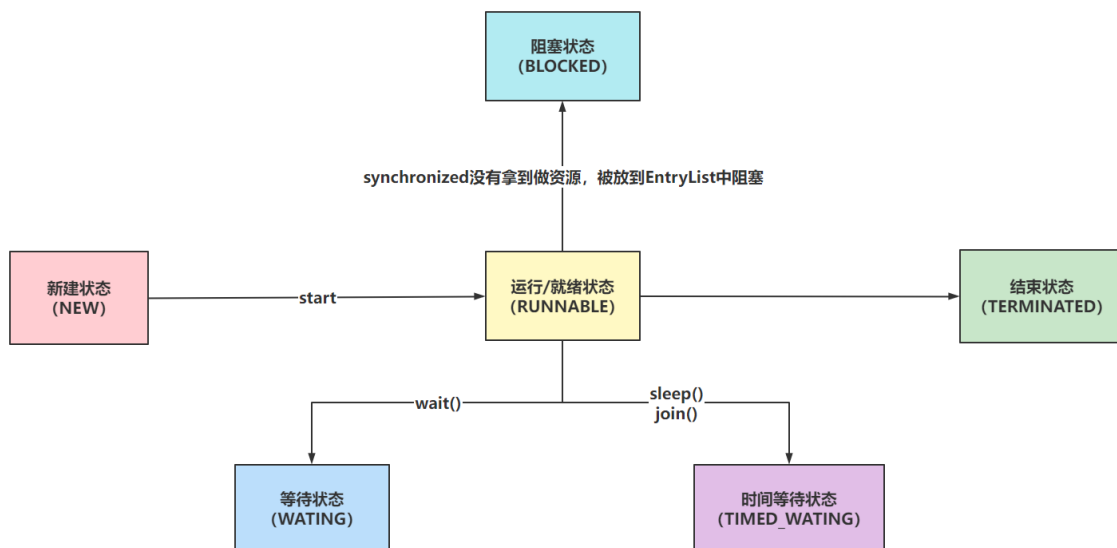 阻塞状态
（BLOCKED）
synchronized没有拿到做资源，被放到EntryList中阻塞
新建状态
（NEW）
start
运行/就绪状态
（RUNNABLE）
结束状态
（TERMINATED）
wait()
sleep()
join()
等待状态
（WATING）
时间等待状态
（TIMED_WATING）